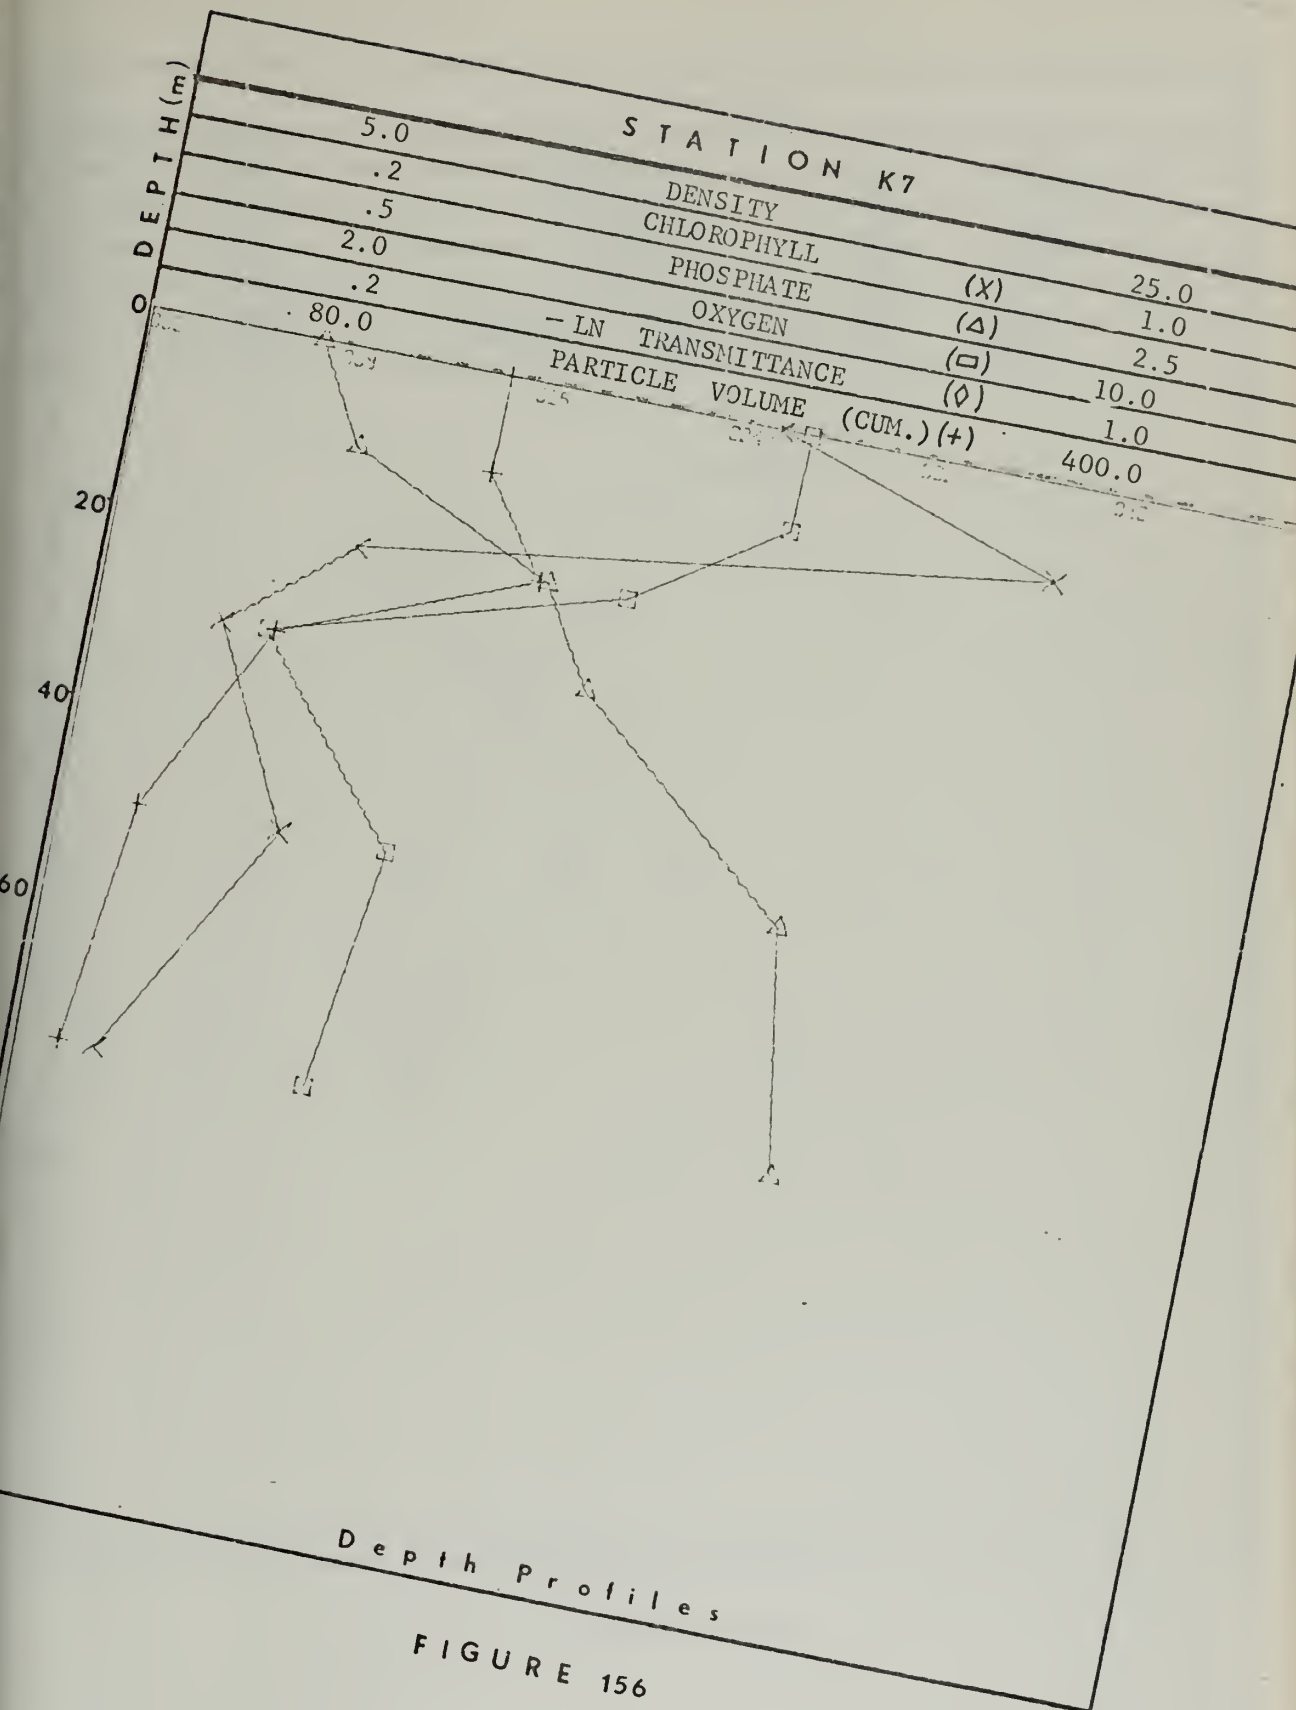 STATION K7
5.0 DENSITY 25.0
.2 CHLOROPHYLL (X) 1.0
.5 PHOSPHATE (△) 2.5
2.0 OXYGEN (▭) 10.0
.2 - LN TRANSMITTANCE (◊) 1.0
80.0 PARTICLE VOLUME (CUM.) (+) 400.0
DEPTH (m)
0
20
40
60
Depth Profiles
FIGURE 156